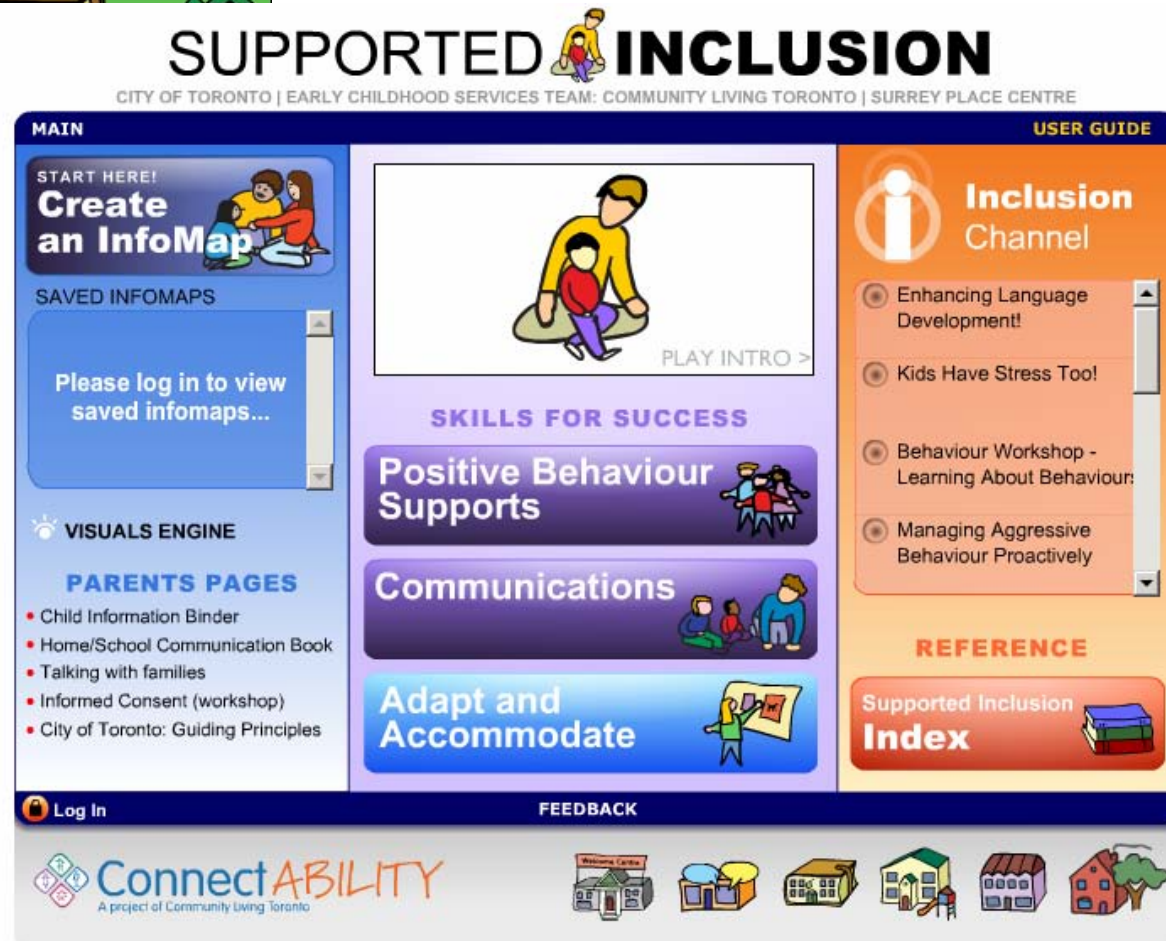 SUPPORTED INCLUSION
CITY OF TORONTO | EARLY CHILDHOOD SERVICES TEAM: COMMUNITY LIVING TORONTO | SURREY PLACE CENTRE
MAIN
USER GUIDE
START HERE!
Create
an InfoMap
SAVED INFOMAPS
Please log in to view
saved infomaps...
VISUALS ENGINE
PARENTS PAGES
• Child Information Binder
• Home/School Communication Book
• Talking with families
• Informed Consent (workshop)
• City of Toronto: Guiding Principles
PLAY INTRO >
SKILLS FOR SUCCESS
Positive Behaviour
Supports
Communications
Adapt and
Accommodate
Inclusion
Channel
Enhancing Language
Development!
Kids Have Stress Too!
Behaviour Workshop -
Learning About Behaviours
Managing Aggressive
Behaviour Proactively
REFERENCE
Supported Inclusion
Index
Log In
FEEDBACK
ConnectABILITY
A project of Community Living Toronto
Welcome Centre